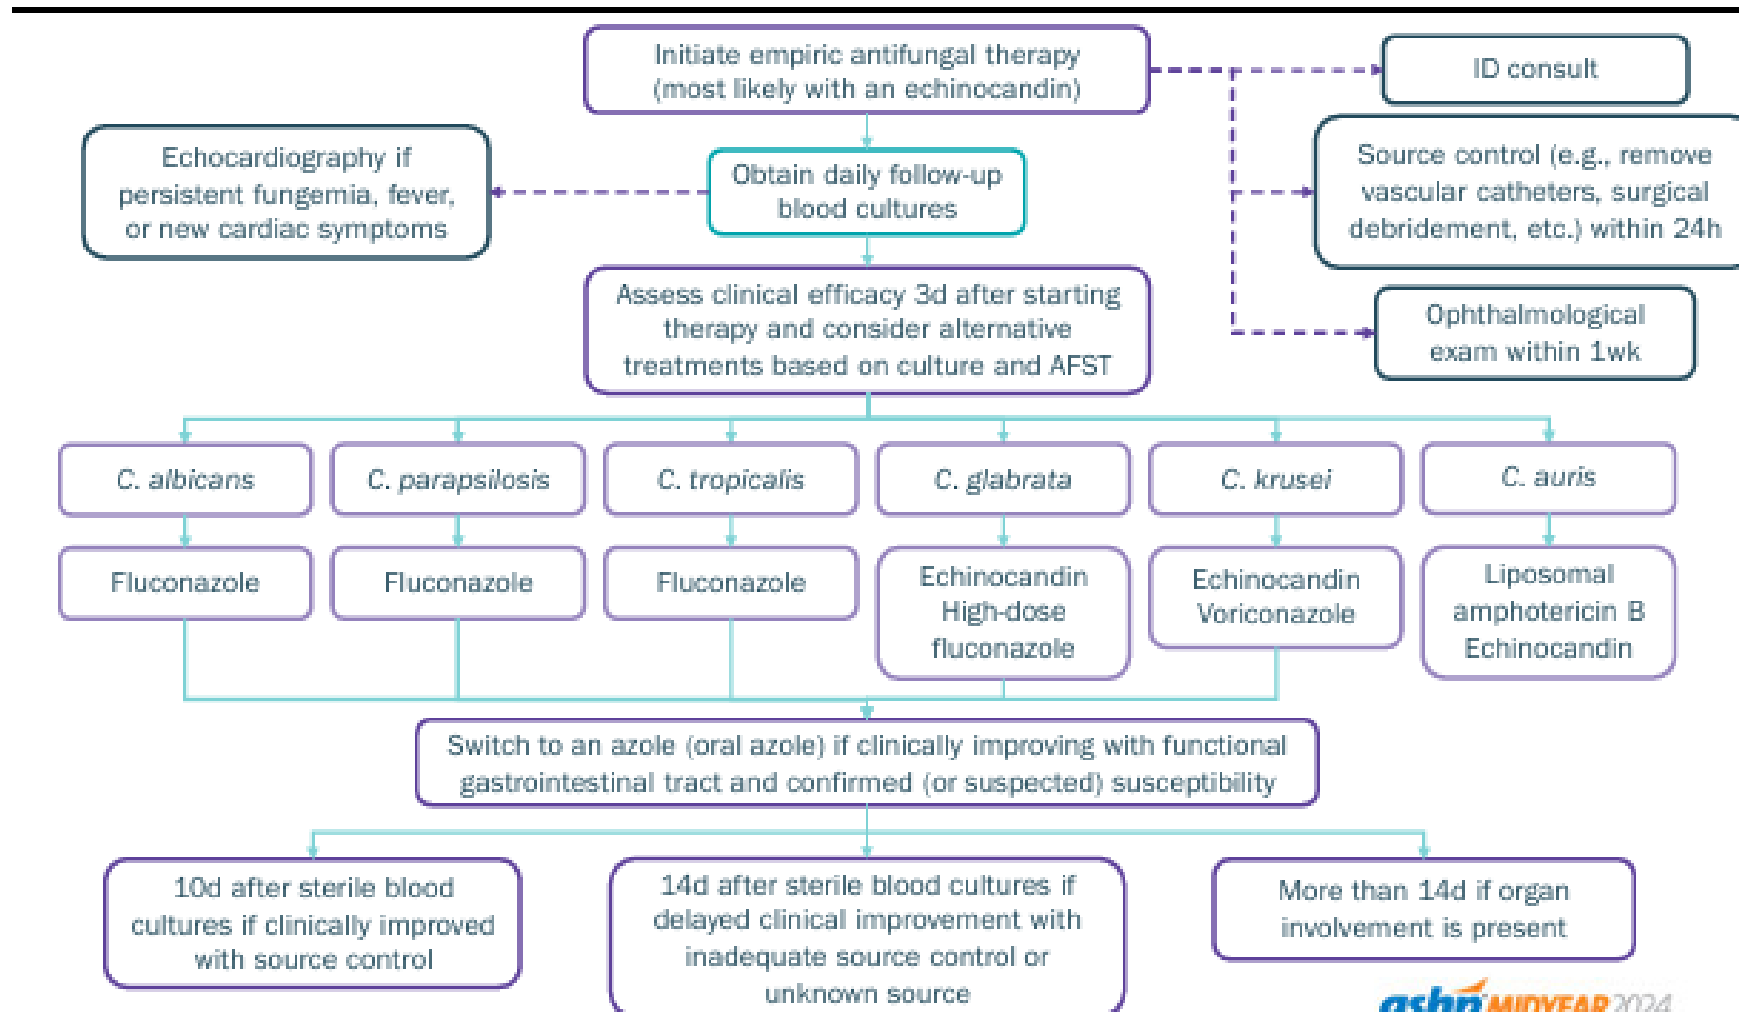 Initiate empiric antifungal therapy
(most likely with an echinocandin)
ID consult
Echocardiography if
persistent fungemia, fever,
or new cardiac symptoms
Obtain daily follow-up
blood cultures
Source control (e.g., remove
vascular catheters, surgical
debridement, etc.) within 24h
Assess clinical efficacy 3d after starting
therapy and consider alternative
treatments based on culture and AFST
Ophthalmological
exam within 1wk
C. albicans
C. parapsilosis
C. tropicalis
C. glabrata
C. krusei
C. auris
Fluconazole
Fluconazole
Fluconazole
Echinocandin
High-dose
fluconazole
Echinocandin
Voriconazole
Liposomal
amphotericin B
Echinocandin
Switch to an azole (oral azole) if clinically improving with functional
gastrointestinal tract and confirmed (or suspected) susceptibility
10d after sterile blood
cultures if clinically improved
with source control
14d after sterile blood cultures if
delayed clinical improvement with
inadequate source control or
unknown source
More than 14d if organ
involvement is present
ashp MIDYEAR 2024